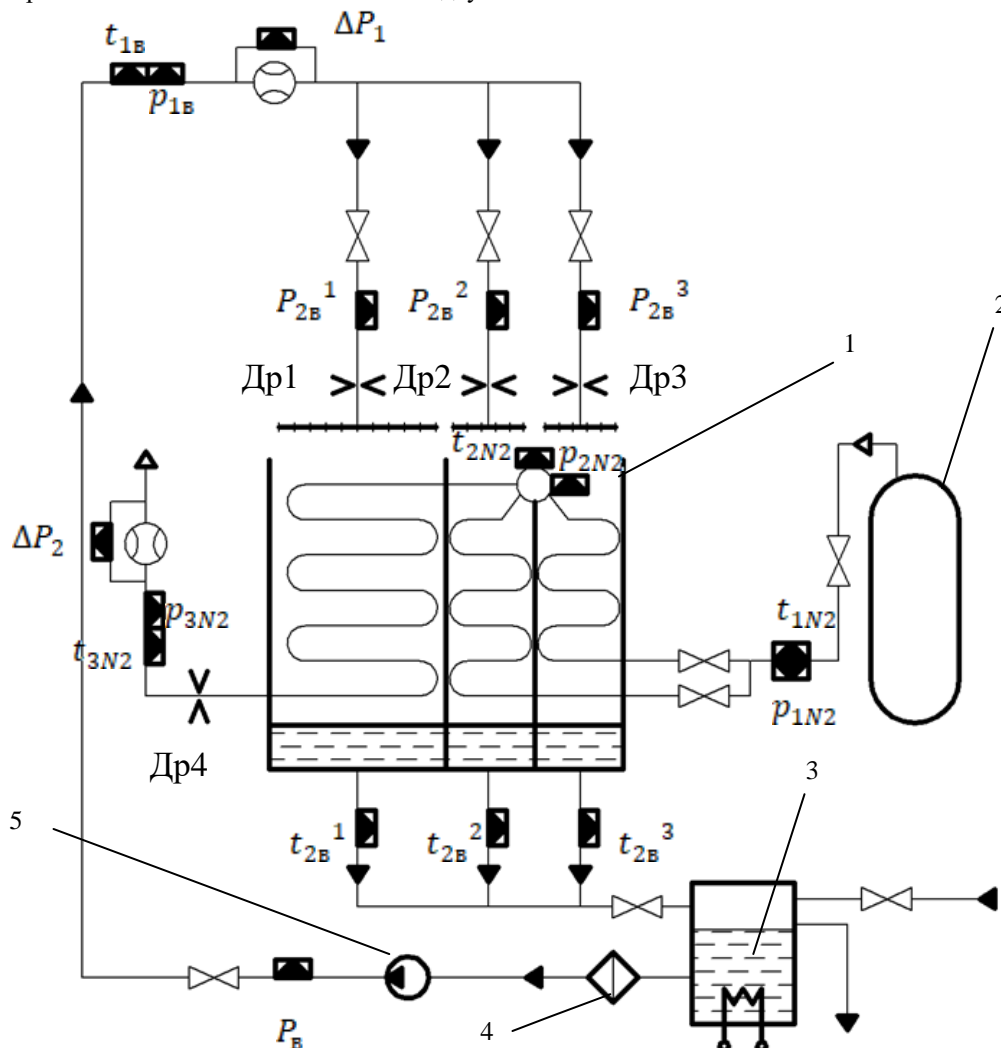 ΔP₁
t₁в
p₁в
P₂в¹
P₂в²
P₂в³
2
1
Др1
Др2
Др3
t₂N2
p₂N2
ΔP₂
p₃N2
t₃N2
t₁N2
p₁N2
Др4
3
5
t₂в¹
t₂в²
t₂в³
4
Pв